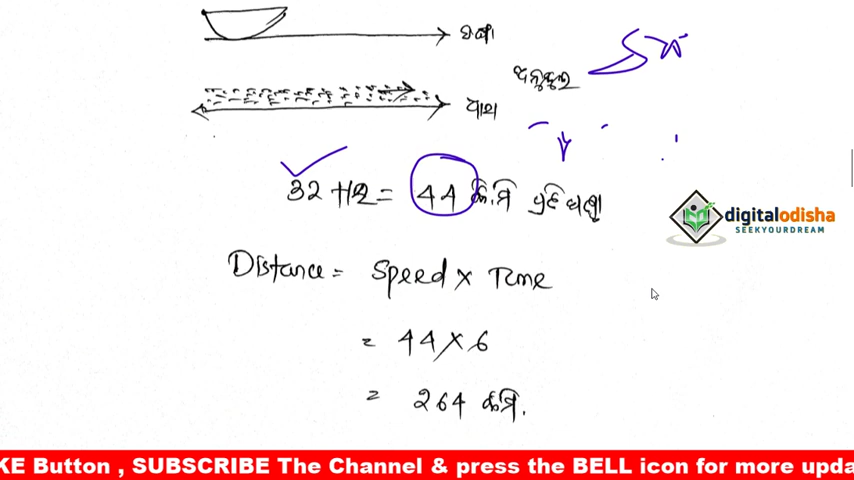 ଅନୁକୂଳ
32 +12 = 44 କି.ମି ପ୍ରତି ଘଣ୍ଟା
digitalodisha
SEEKYOURDREAM
Distance = Speed × Time
= 44 × 6
= 264 କିମି.
KE Button , SUBSCRIBE The Channel & press the BELL icon for more upda